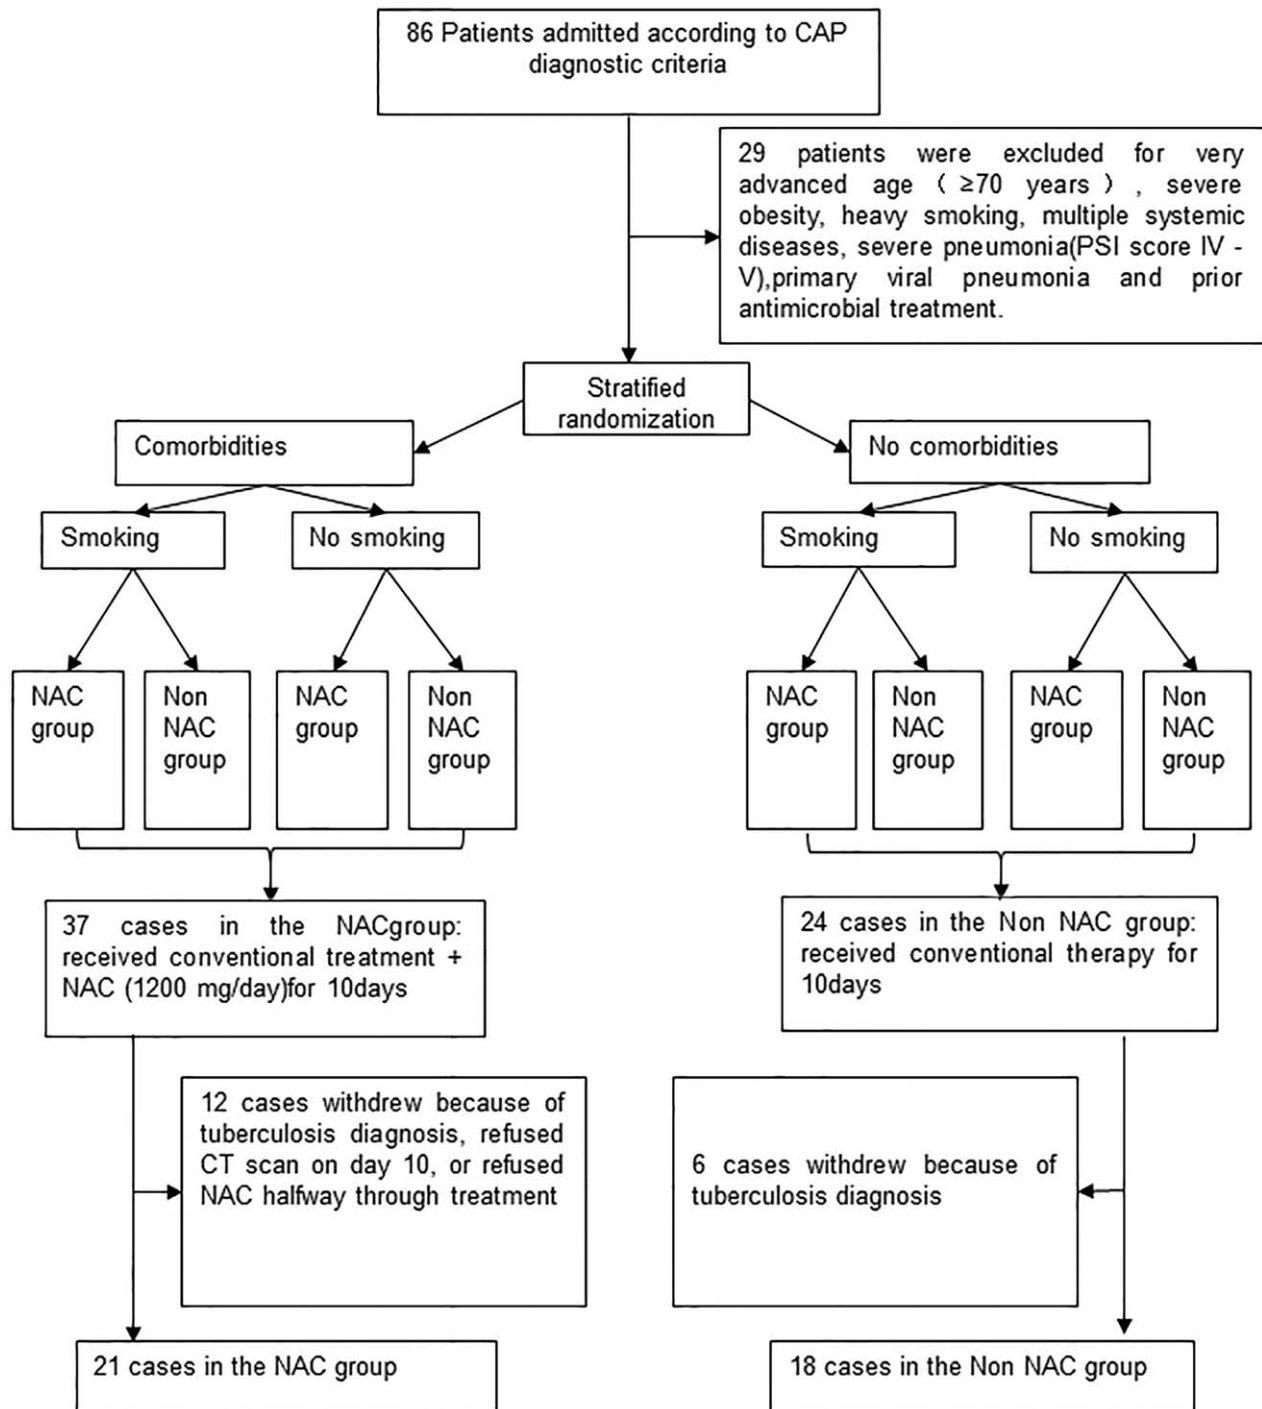 86 Patients admitted according to CAP
diagnostic criteria
29 patients were excluded for very
advanced age ( ≥70 years ) , severe
obesity, heavy smoking, multiple systemic
diseases, severe pneumonia(PSI score IV -
V),primary viral pneumonia and prior
antimicrobial treatment.
Stratified
randomization
Comorbidities
No comorbidities
Smoking
No smoking
Smoking
No smoking
NAC
group
Non
NAC
group
NAC
group
Non
NAC
group
NAC
group
Non
NAC
group
NAC
group
Non
NAC
group
37 cases in the NACgroup:
received conventional treatment +
NAC (1200 mg/day)for 10days
24 cases in the Non NAC group:
received conventional therapy for
10days
12 cases withdrew because of
tuberculosis diagnosis, refused
CT scan on day 10, or refused
NAC halfway through treatment
6 cases withdrew because of
tuberculosis diagnosis
21 cases in the NAC group
18 cases in the Non NAC group